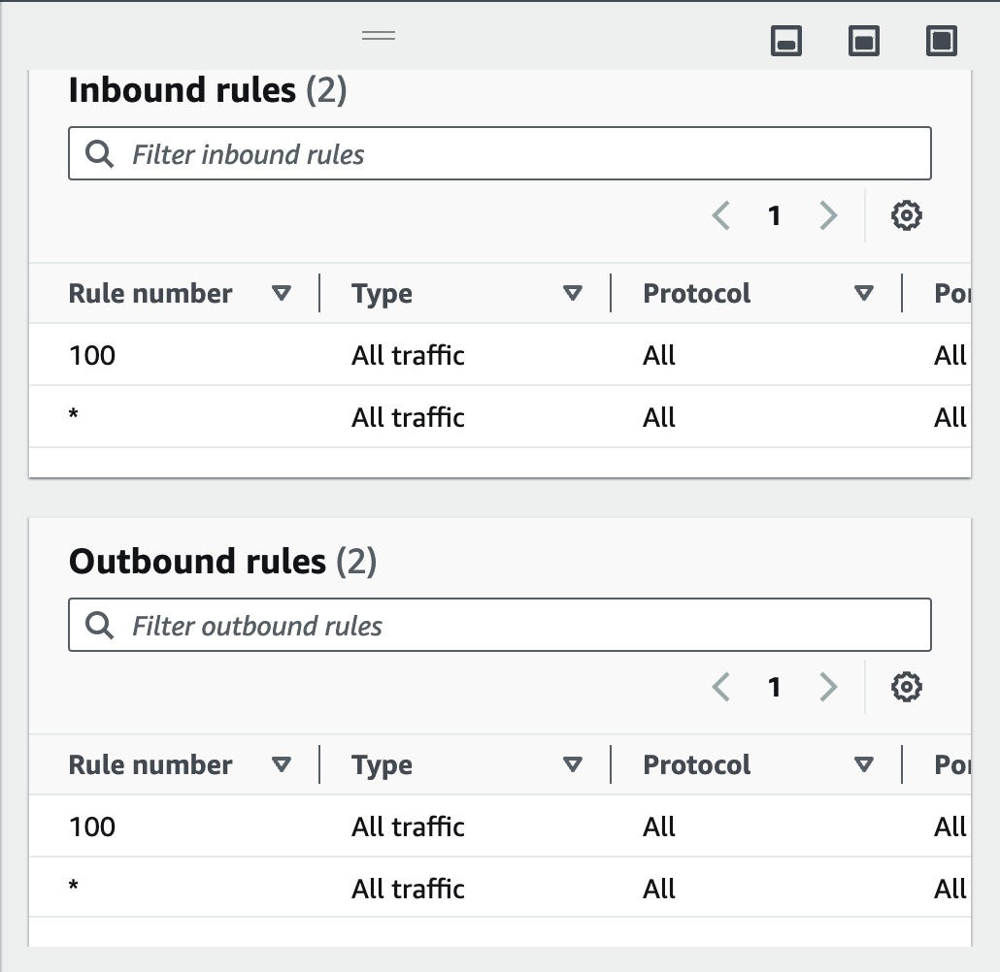 Inbound rules (2)
Filter inbound rules
1
Rule number Type Protocol
100 All traffic All All
* All traffic All All
Outbound rules (2)
Filter outbound rules
1
Rule number Type Protocol
100 All traffic All All
* All traffic All All